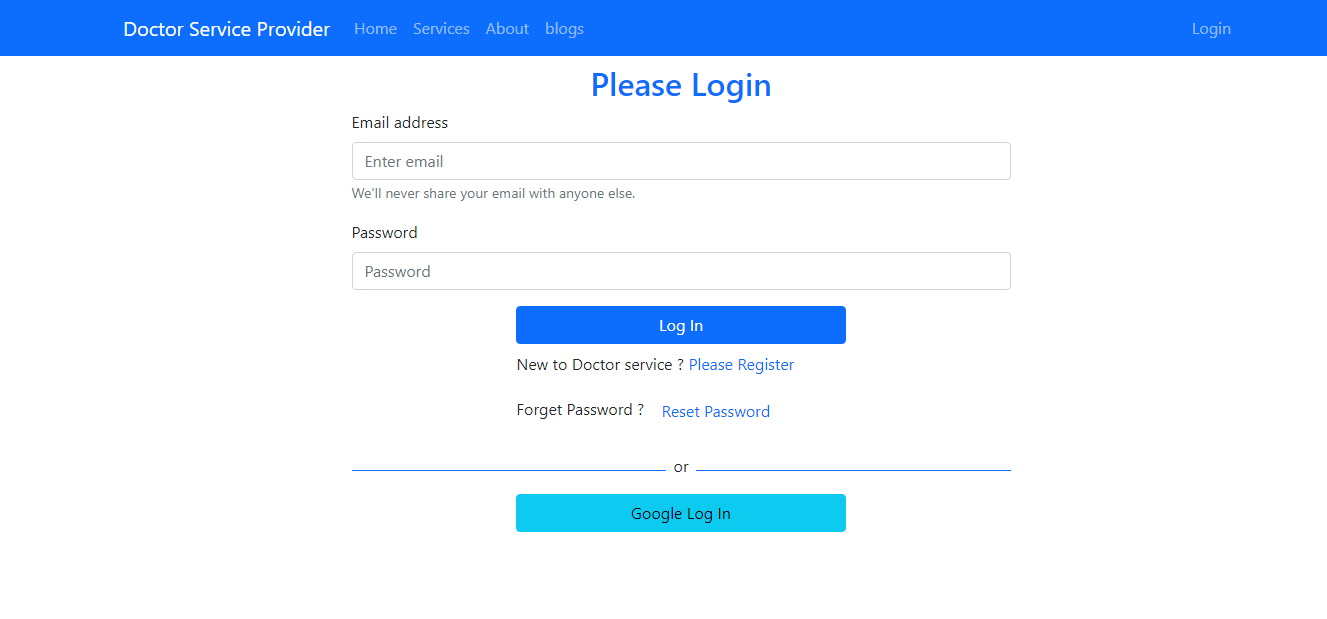 Doctor Service Provider Home Services About blogs Login
Please Login
Email address
Enter email
We'll never share your email with anyone else.
Password
Password
Log In
New to Doctor service ? Please Register
Forget Password ? Reset Password
or
Google Log In